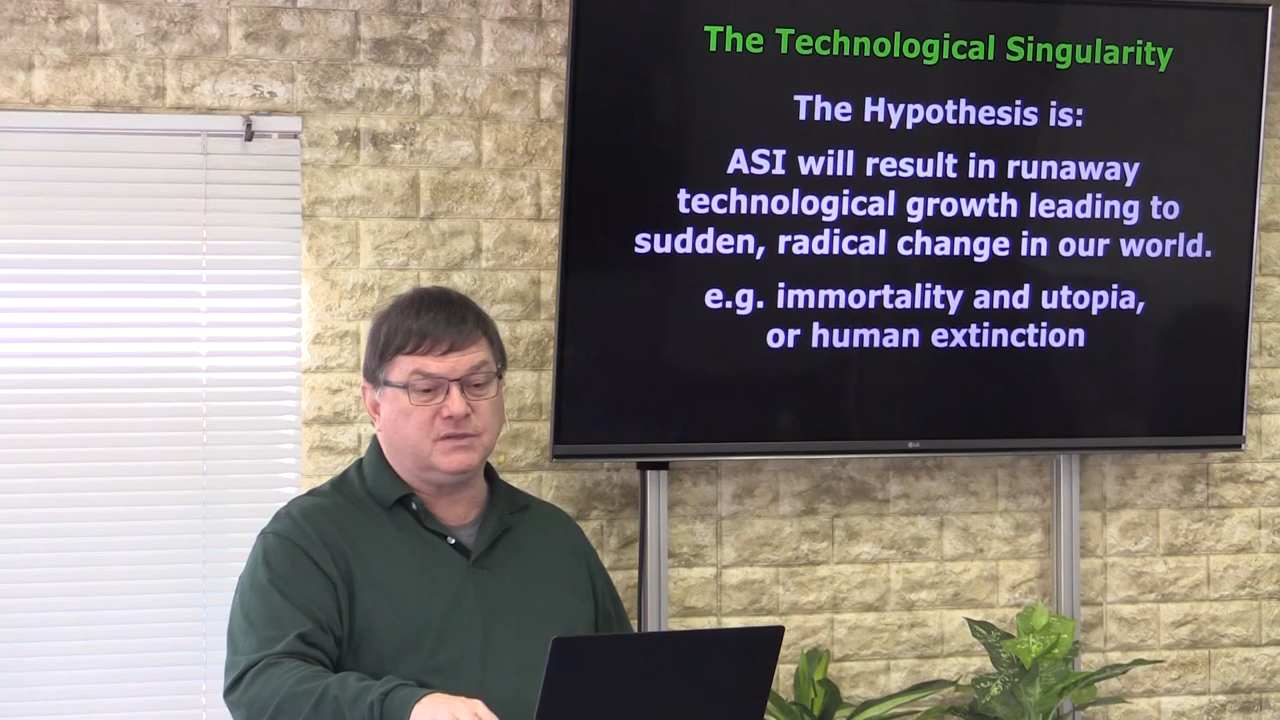 The Technological Singularity
The Hypothesis is:
ASI will result in runaway
technological growth leading to
sudden, radical change in our world.
e.g. immortality and utopia,
or human extinction
LG